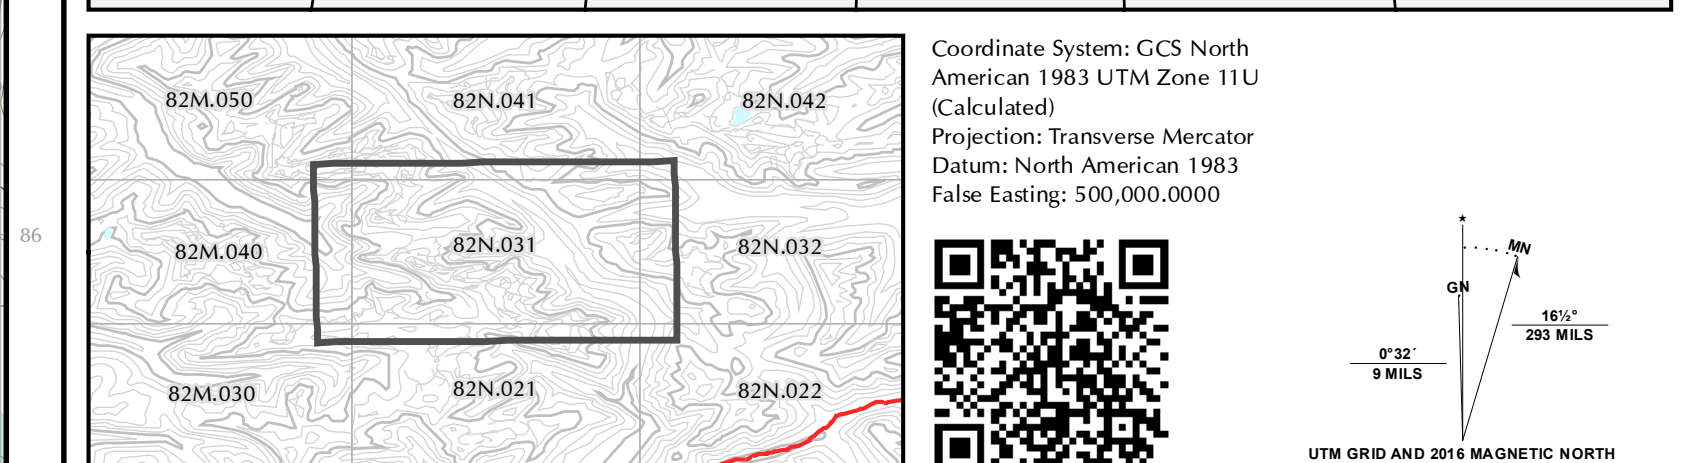 86
82M.050
82N.041
82N.042
82M.040
82N.031
82N.032
82M.030
82N.021
82N.022
Coordinate System: GCS North
American 1983 UTM Zone 11U
(Calculated)
Projection: Transverse Mercator
Datum: North American 1983
False Easting: 500,000.0000
MN
GN
16½°
293 MILS
0°32´
9 MILS
UTM GRID AND 2016 MAGNETIC NORTH